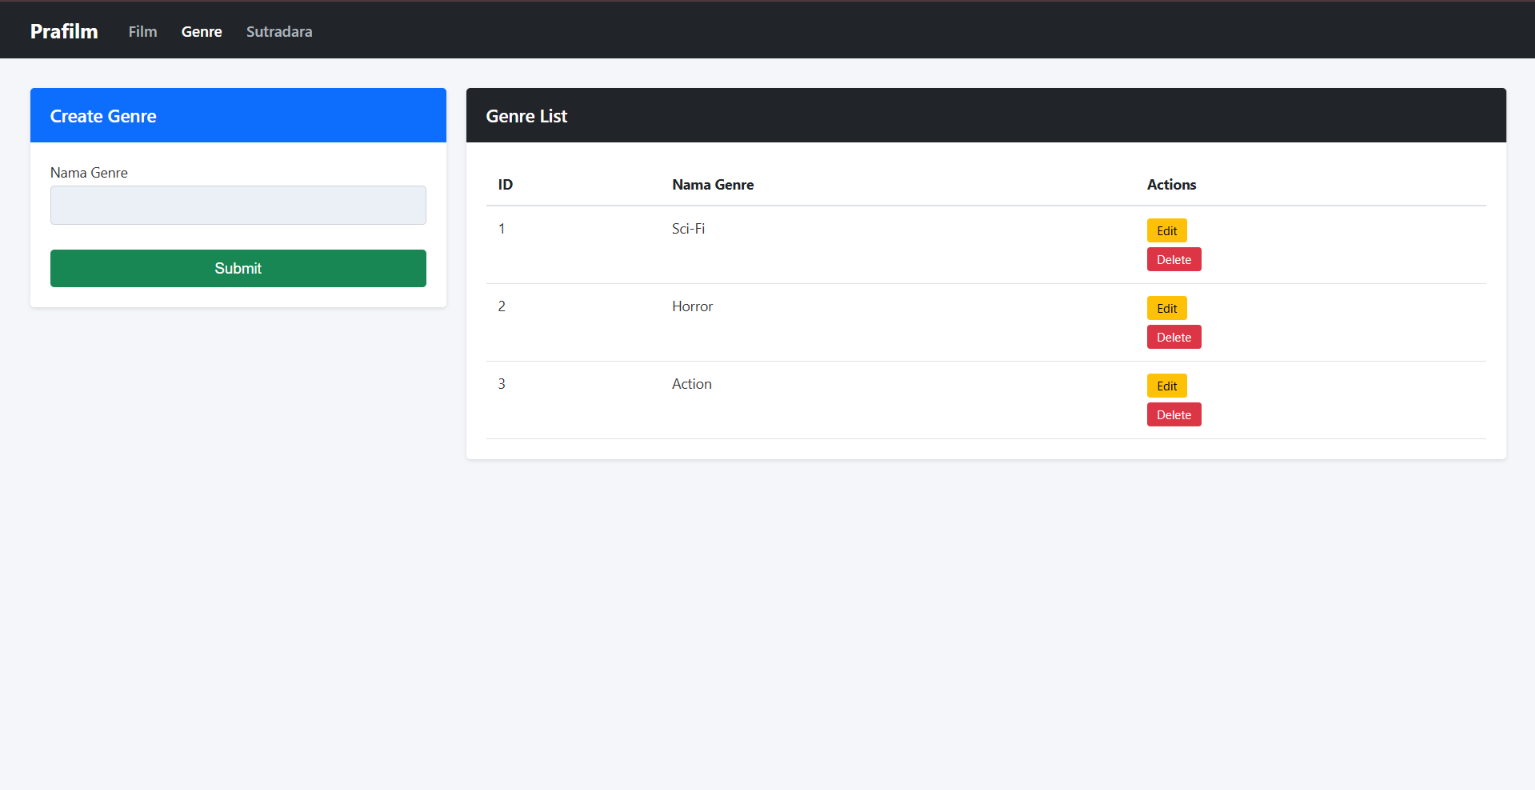 Prafilm Film Genre Sutradara
Create Genre
Nama Genre
Submit
Genre List
ID Nama Genre Actions
1 Sci-Fi Edit
Delete
2 Horror Edit
Delete
3 Action Edit
Delete